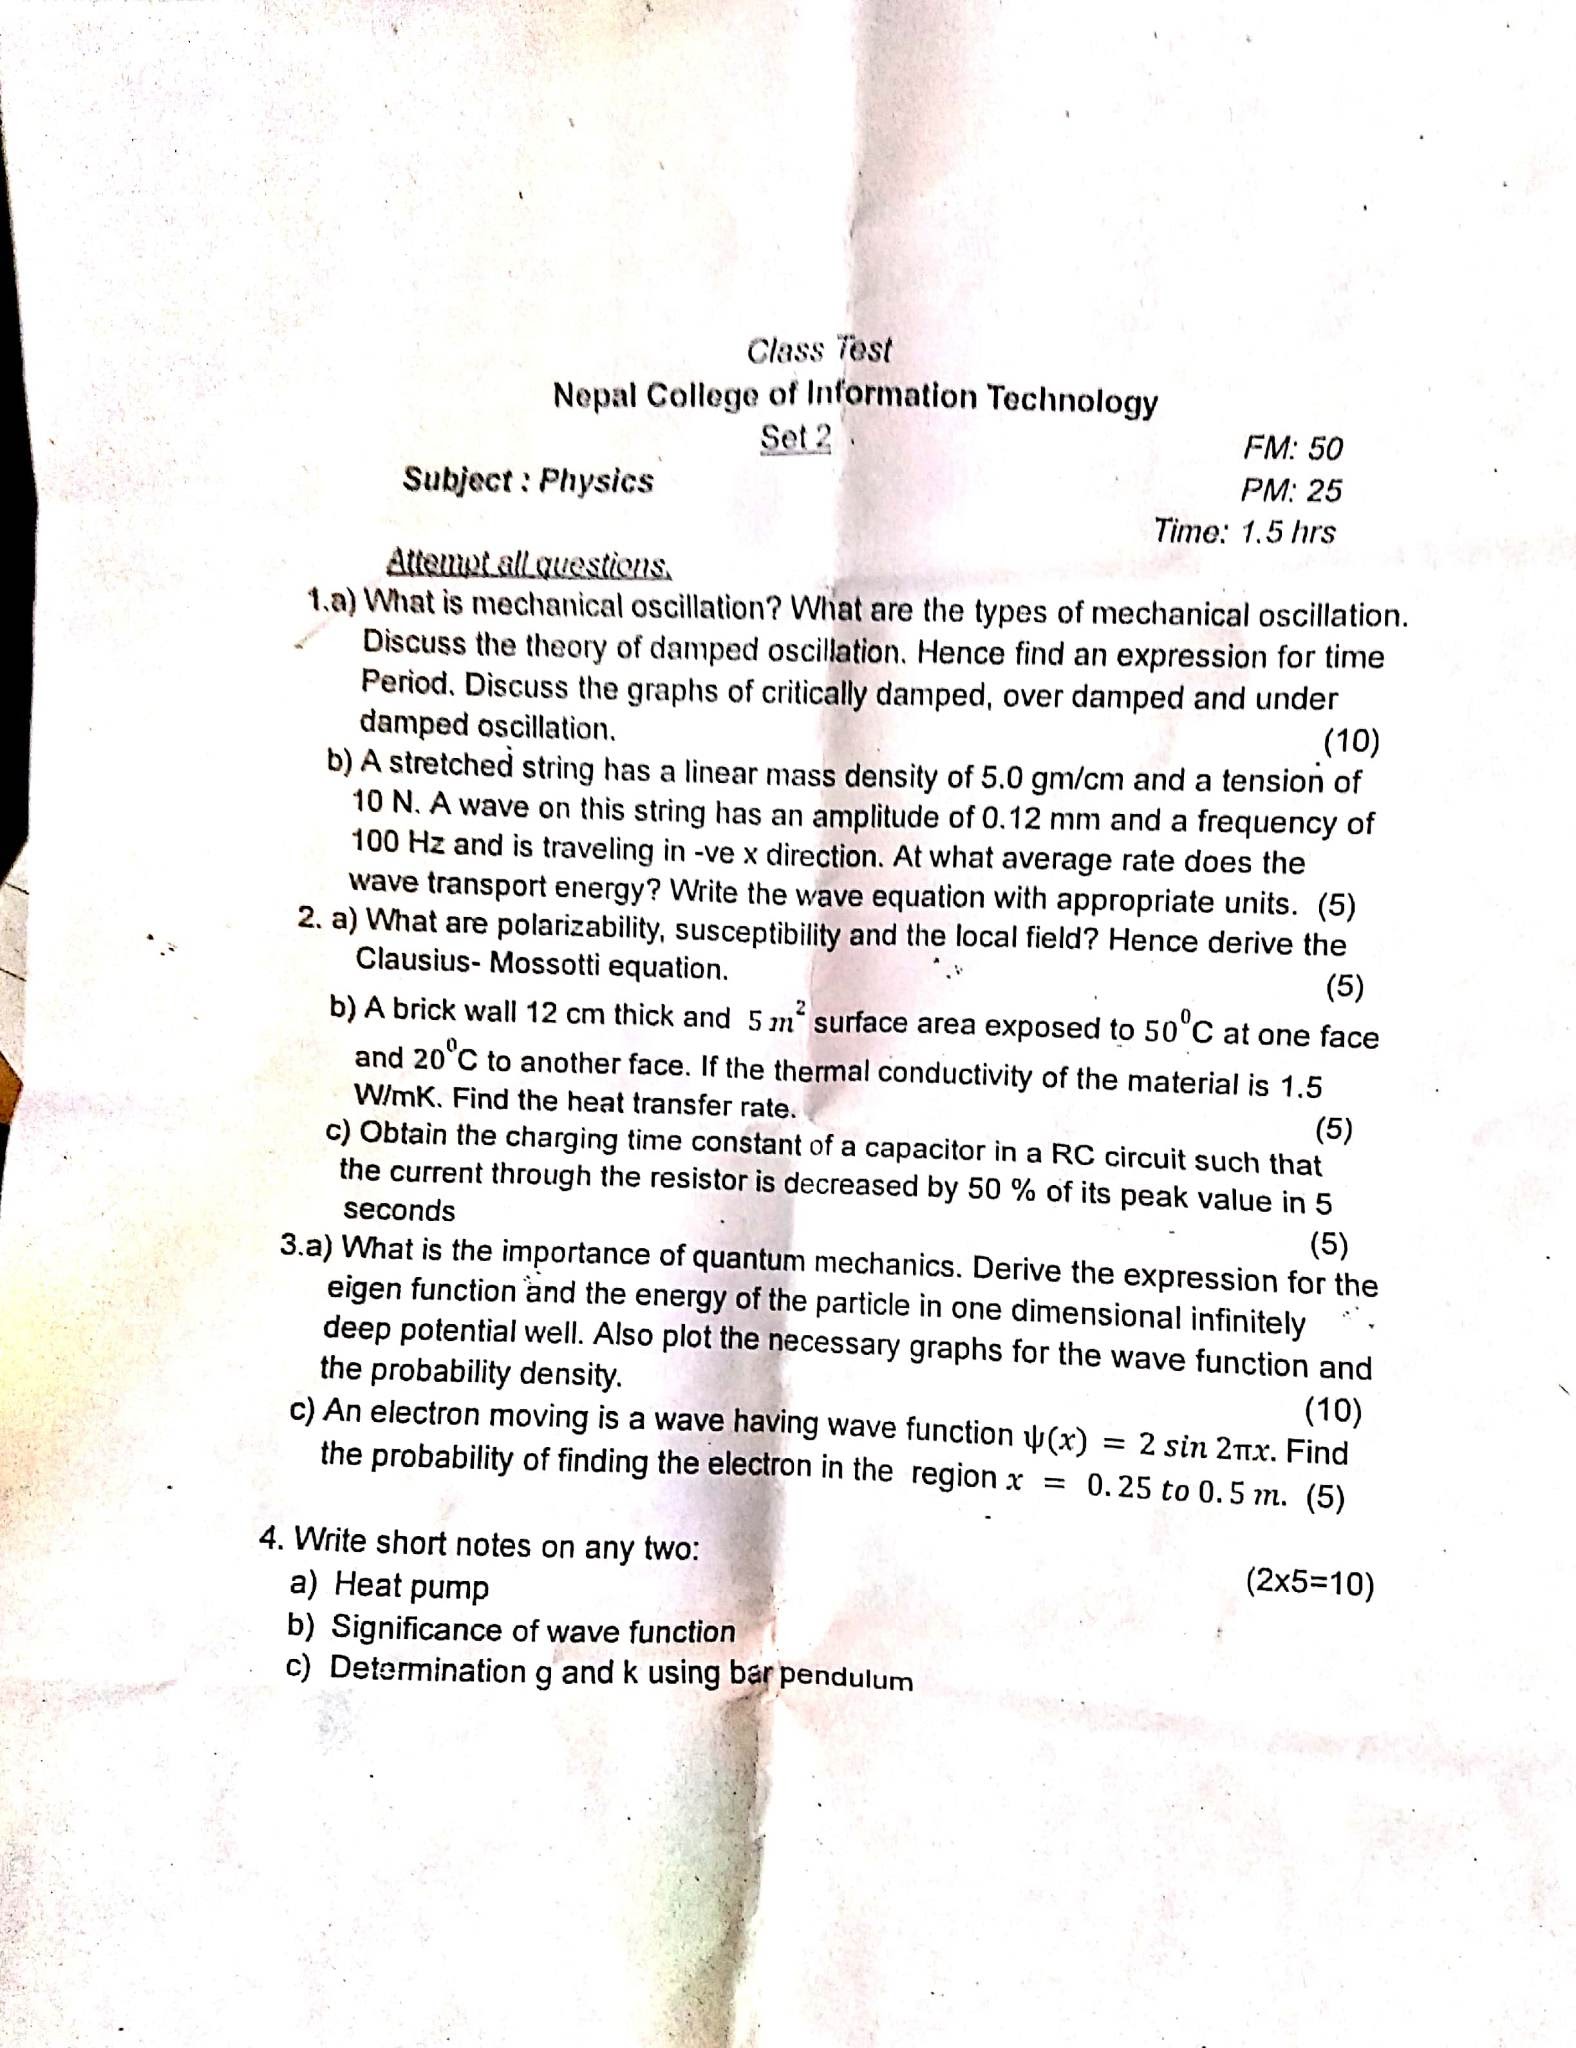 Class Test
Nepal College of Information Technology
Set 2
FM: 50
Subject : Physics
PM: 25
Time: 1.5 hrs
Attempt all questions.
1.a) What is mechanical oscillation? What are the types of mechanical oscillation.
Discuss the theory of damped oscillation. Hence find an expression for time
Period. Discuss the graphs of critically damped, over damped and under
damped oscillation. (10)
b) A stretched string has a linear mass density of 5.0 gm/cm and a tension of
10 N. A wave on this string has an amplitude of 0.12 mm and a frequency of
100 Hz and is traveling in -ve x direction. At what average rate does the
wave transport energy? Write the wave equation with appropriate units. (5)
2. a) What are polarizability, susceptibility and the local field? Hence derive the
Clausius- Mossotti equation. (5)
b) A brick wall 12 cm thick and 5 m² surface area exposed to 50⁰C at one face
and 20⁰C to another face. If the thermal conductivity of the material is 1.5
W/mK. Find the heat transfer rate. (5)
c) Obtain the charging time constant of a capacitor in a RC circuit such that
the current through the resistor is decreased by 50 % of its peak value in 5
seconds (5)
3.a) What is the importance of quantum mechanics. Derive the expression for the
eigen function and the energy of the particle in one dimensional infinitely
deep potential well. Also plot the necessary graphs for the wave function and
the probability density. (10)
c) An electron moving is a wave having wave function ψ(x) = 2 sin 2πx. Find
the probability of finding the electron in the region x = 0.25 to 0.5 m. (5)
4. Write short notes on any two: (2x5=10)
a) Heat pump
b) Significance of wave function
c) Determination g and k using bar pendulum